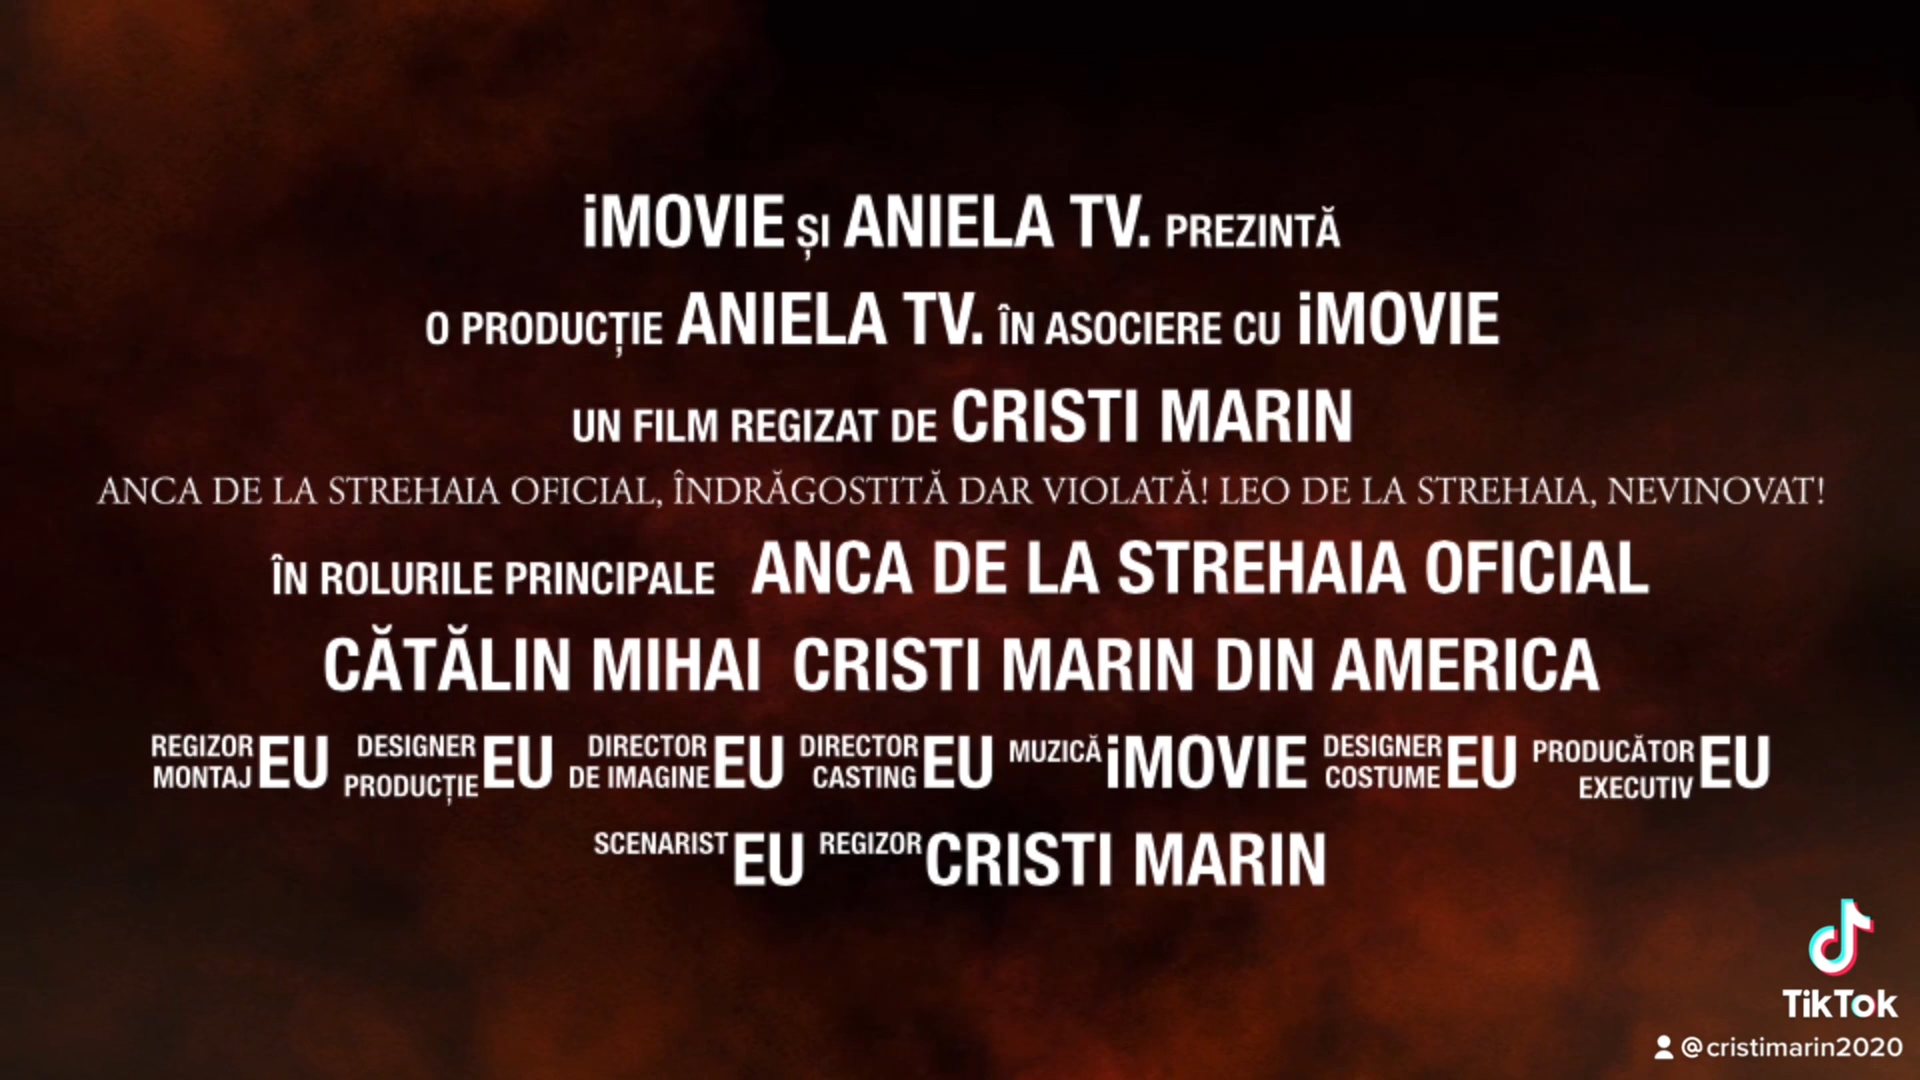 iMOVIE ȘI ANIELA TV. PREZINTĂ
O PRODUCȚIE ANIELA TV. ÎN ASOCIERE CU iMOVIE
UN FILM REGIZAT DE CRISTI MARIN
ANCA DE LA STREHAIA OFICIAL, ÎNDRĂGOSTITĂ DAR VIOLATĂ! LEO DE LA STREHAIA, NEVINOVAT!
ÎN ROLURILE PRINCIPALE ANCA DE LA STREHAIA OFICIAL
CĂTĂLIN MIHAI CRISTI MARIN DIN AMERICA
REGIZOR MONTAJ EU DESIGNER PRODUCȚIE EU DIRECTOR DE IMAGINE EU DIRECTOR CASTING EU MUZICĂ iMOVIE DESIGNER COSTUME EU PRODUCĂTOR EXECUTIV EU
SCENARIST EU REGIZOR CRISTI MARIN
TikTok
@cristimarin2020